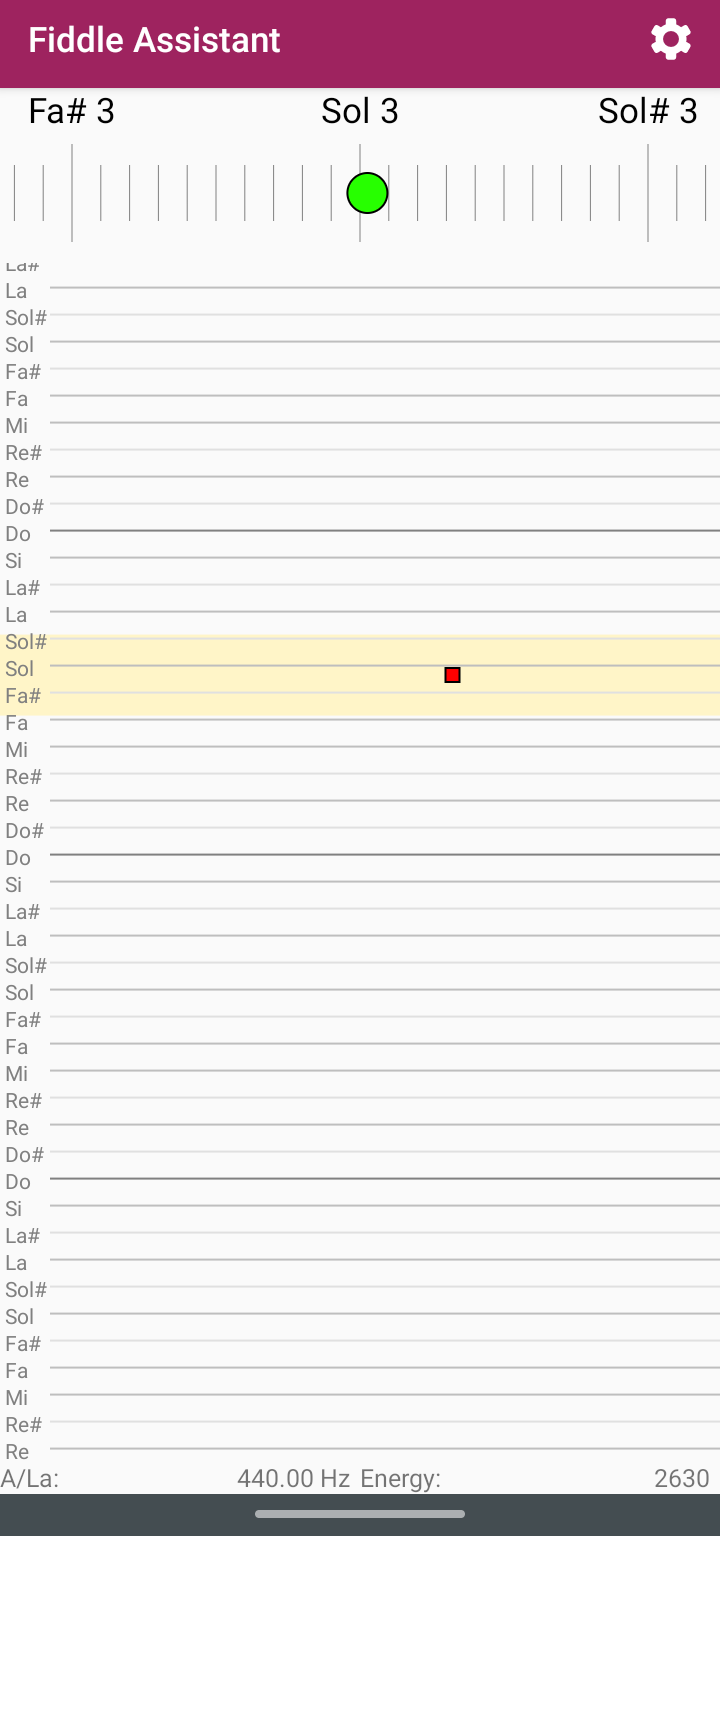 Fiddle Assistant
Fa# 3 Sol 3 Sol# 3
La#
La
Sol#
Sol
Fa#
Fa
Mi
Re#
Re
Do#
Do
Si
La#
La
Sol#
Sol
Fa#
Fa
Mi
Re#
Re
Do#
Do
Si
La#
La
Sol#
Sol
Fa#
Fa
Mi
Re#
Re
Do#
Do
Si
La#
La
Sol#
Sol
Fa#
Fa
Mi
Re#
Re
A/La: 440.00 Hz Energy: 2630